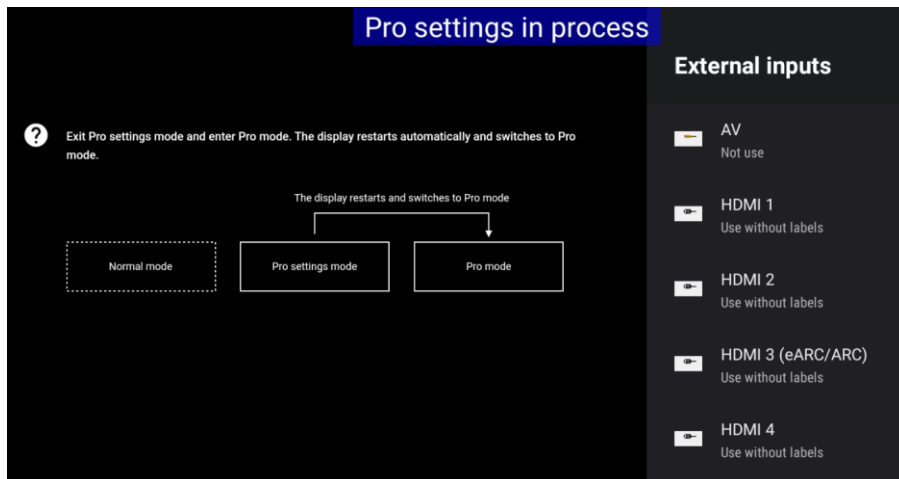 Pro settings in process
Exit Pro settings mode and enter Pro mode. The display restarts automatically and switches to Pro
mode.
The display restarts and switches to Pro mode
Normal mode
Pro settings mode
Pro mode
External inputs
AV
Not use
HDMI 1
Use without labels
HDMI 2
Use without labels
HDMI 3 (eARC/ARC)
Use without labels
HDMI 4
Use without labels